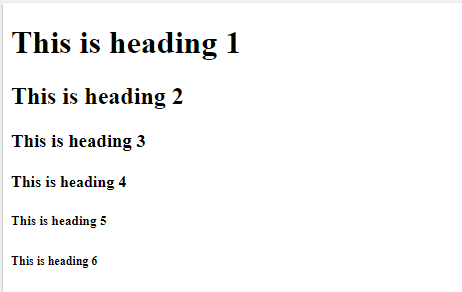 This is heading 1
This is heading 2
This is heading 3
This is heading 4
This is heading 5
This is heading 6